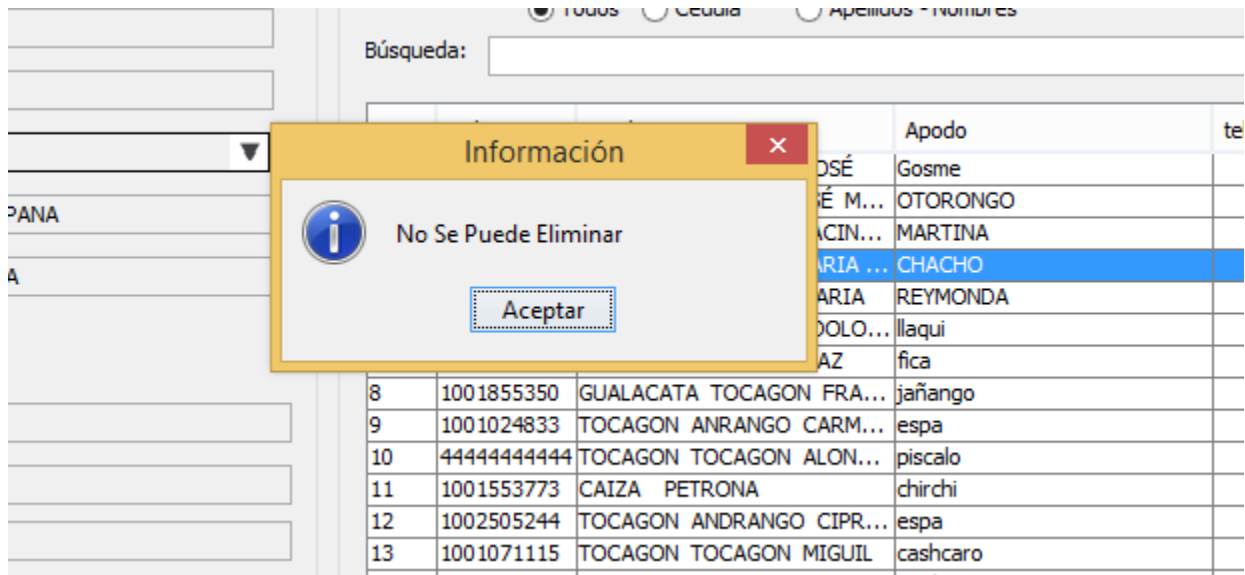 Todos Cédula Apellidos - Nombres
Búsqueda:
Apodo
Información
OSÉ Gosme
PANA
É M... OTORONGO
No Se Puede Eliminar
ACIN... MARTINA
A
ARIA ... CHACHO
ARIA REYMONDA
Aceptar
DOLO... llaqui
AZ fica
8 1001855350 GUALACATA TOCAGON FRA... jañango
9 1001024833 TOCAGON ANRANGO CARM... espa
10 44444444444 TOCAGON TOCAGON ALON... piscalo
11 1001553773 CAIZA PETRONA chirchi
12 1002505244 TOCAGON ANDRANGO CIPR... espa
13 1001071115 TOCAGON TOCAGON MIGUIL cashcaro